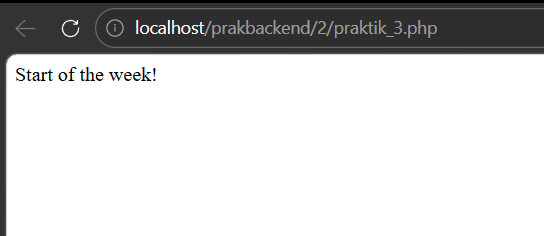 localhost/prakbackend/2/praktik_3.php
Start of the week!